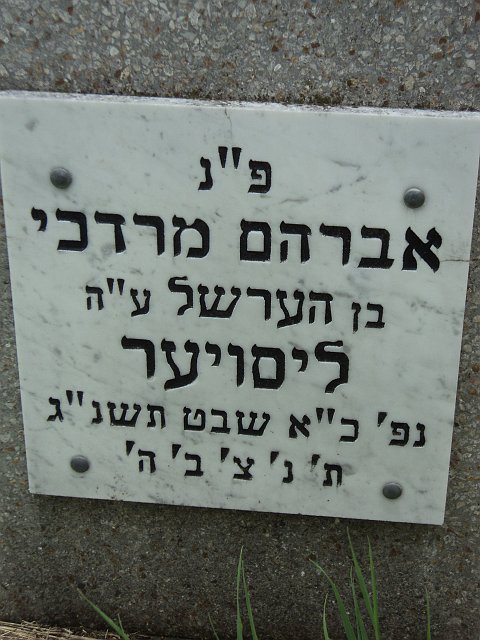 פ"נ
אברהם מרדכי
בן הערשל ע"ה
ליסויער
נפ' כ"א שבט תשנ"ג
ת' נ' צ' ב' ה'